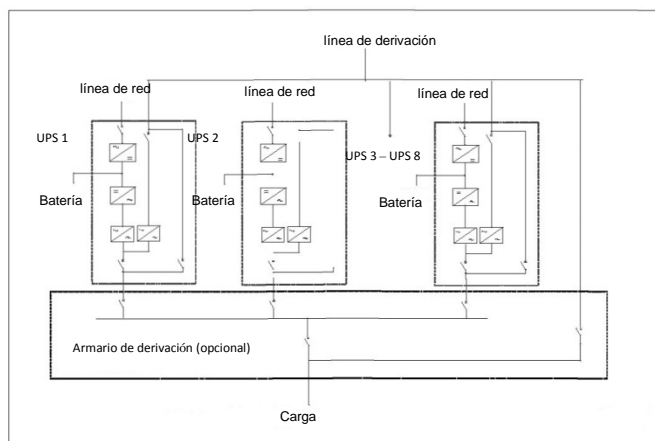 línea de derivación
línea de red
línea de red
línea de red
UPS 1
UPS 2
UPS 3 – UPS 8
Batería
Batería
Batería
Armario de derivación (opcional)
Carga